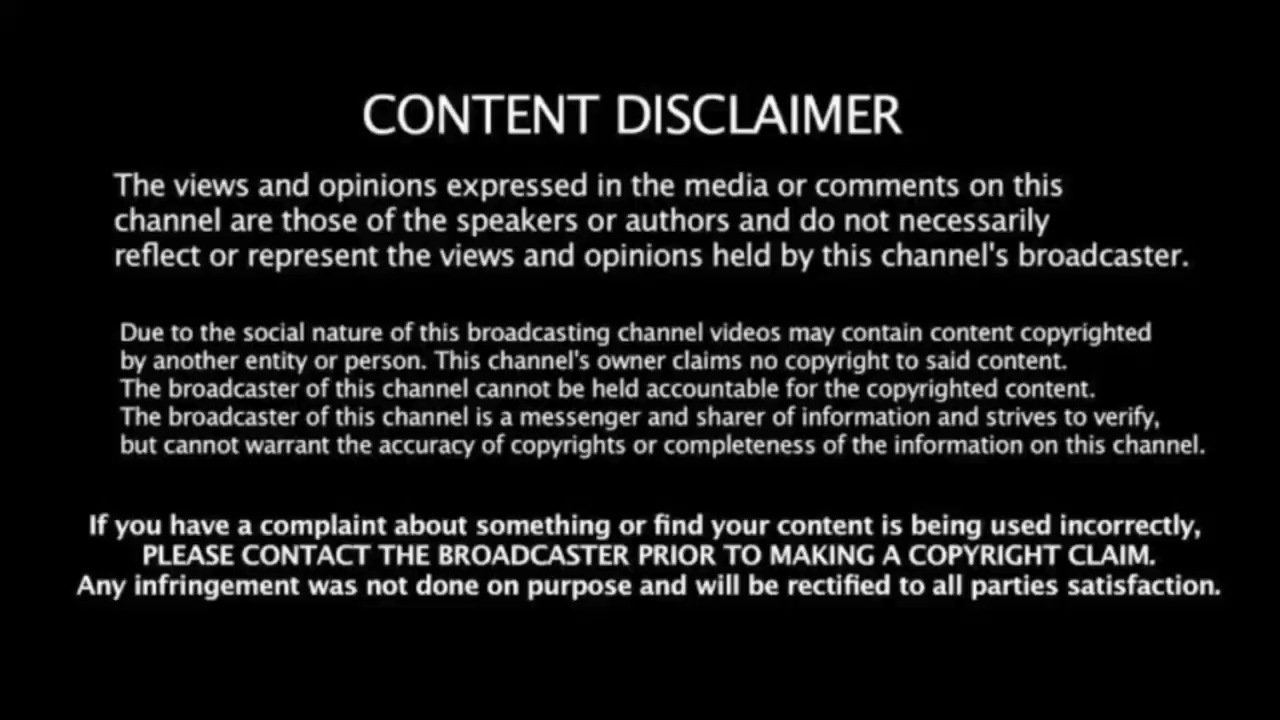 CONTENT DISCLAIMER
The views and opinions expressed in the media or comments on this
channel are those of the speakers or authors and do not necessarily
reflect or represent the views and opinions held by this channel's broadcaster.
Due to the social nature of this broadcasting channel videos may contain content copyrighted
by another entity or person. This channel's owner claims no copyright to said content.
The broadcaster of this channel cannot be held accountable for the copyrighted content.
The broadcaster of this channel is a messenger and sharer of information and strives to verify,
but cannot warrant the accuracy of copyrights or completeness of the information on this channel.
If you have a complaint about something or find your content is being used incorrectly,
PLEASE CONTACT THE BROADCASTER PRIOR TO MAKING A COPYRIGHT CLAIM.
Any infringement was not done on purpose and will be rectified to all parties satisfaction.